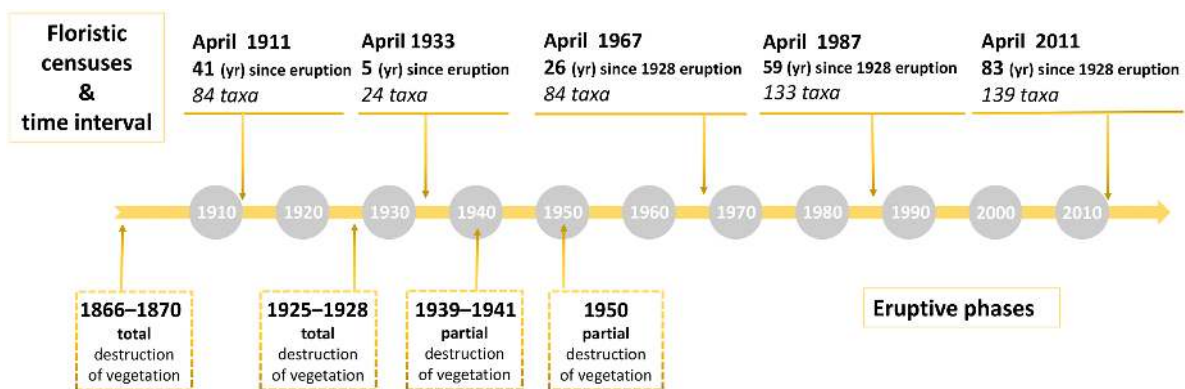 Floristic
censuses
&
time interval
April 1911
41 (yr) since eruption
84 taxa
April 1933
5 (yr) since eruption
24 taxa
April 1967
26 (yr) since 1928 eruption
84 taxa
April 1987
59 (yr) since 1928 eruption
133 taxa
April 2011
83 (yr) since 1928 eruption
139 taxa
1910 1920 1930 1940 1950 1960 1970 1980 1990 2000 2010
1866–1870
total
destruction
of vegetation
1925–1928
total
destruction
of vegetation
1939–1941
partial
destruction
of vegetation
1950
partial
destruction
of vegetation
Eruptive phases